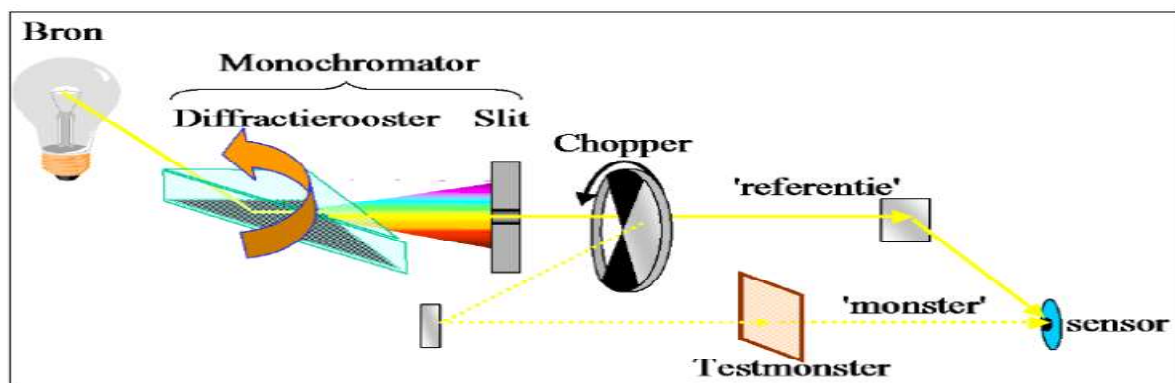 Bron
Monochromator
Diffractierooster Slit
Chopper
'referentie'
'monster'
sensor
Testmonster